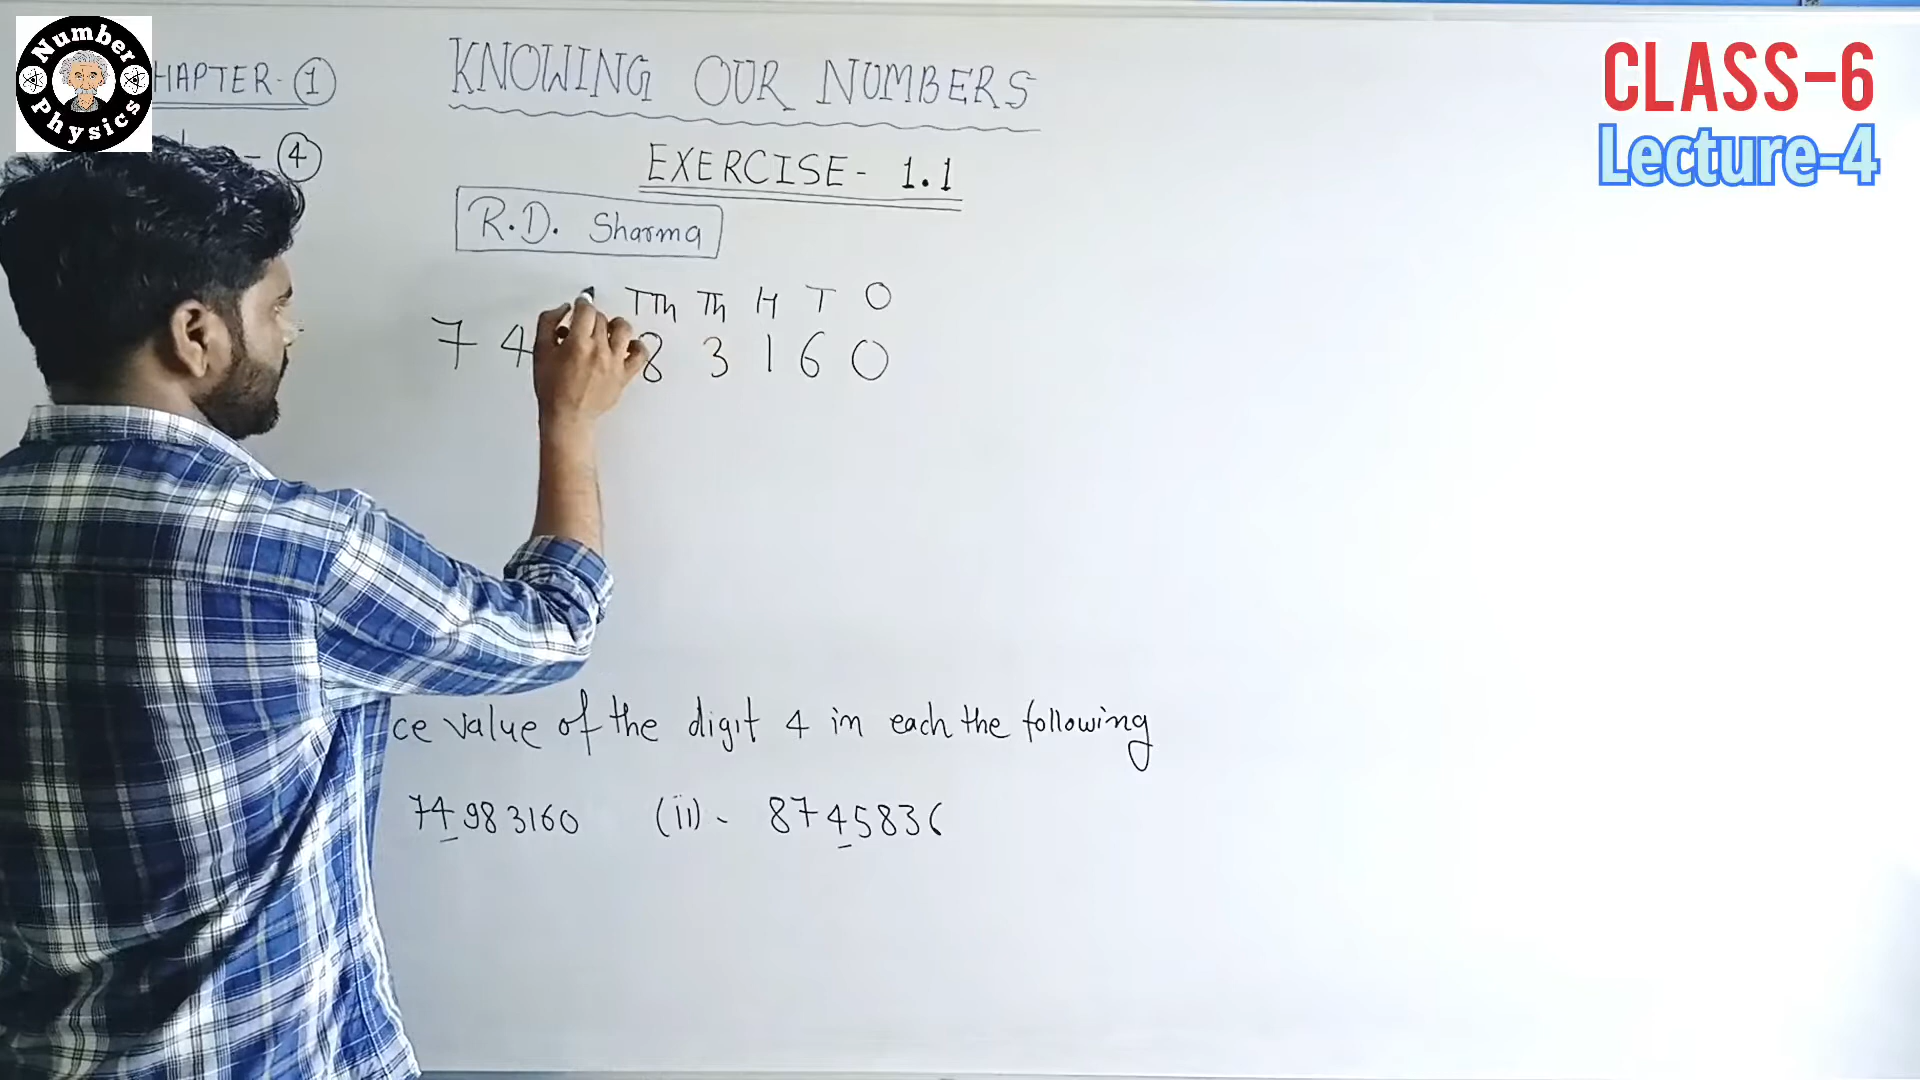 Number Physics
CLASS-6
Lecture-4
HAPTER- 1
KNOWING OUR NUMBERS
- 4
EXERCISE- 1.1
R.D. Sharma
TTh Th H T O
7 4 8 3 1 6 0
ce value of the digit 4 in each the following
74983160 (ii)- 8745836